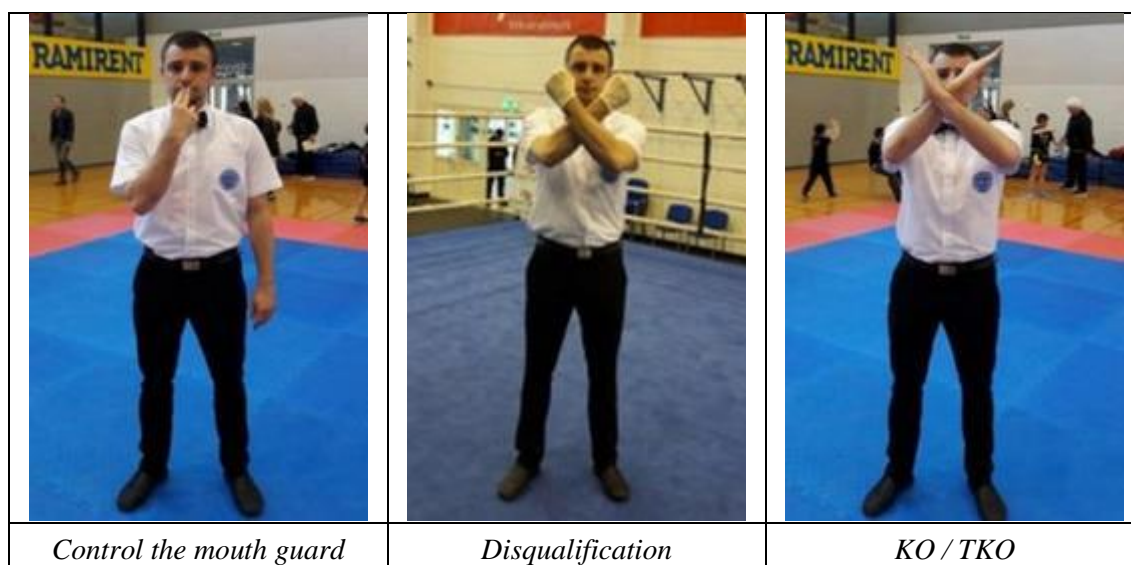 RAMIRENT
RAMIRENT
Control the mouth guard
Disqualification
KO / TKO